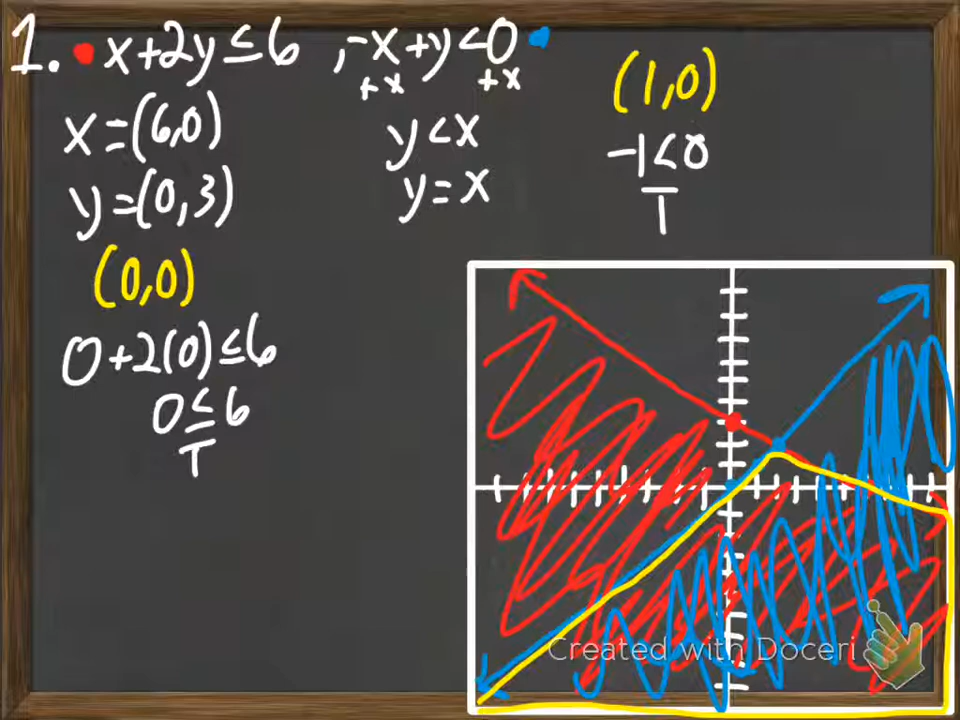 1. x+2y≤6 , -x+y<0
+x +x
x=(6,0)
y=(0,3)
(0,0)
0+2(0)≤6
0≤6
T
y<x
y=x
(1,0)
-1<0
T
Created with Doceri